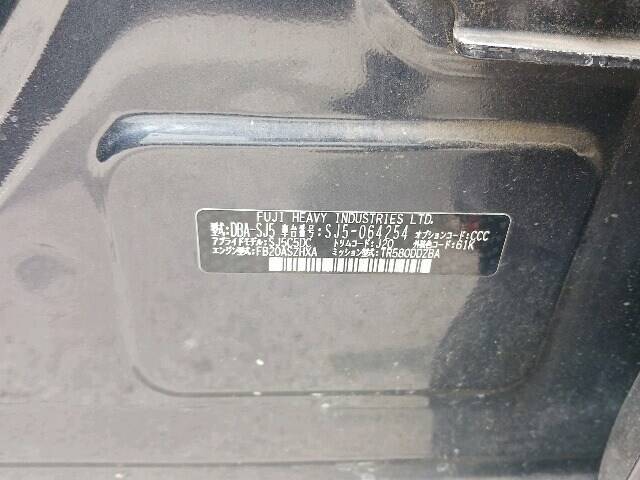 FUJI HEAVY INDUSTRIES LTD.
型式:DBA-SJ5 車台番号:SJ5-064254 オプションコード:CCC
アプライドモデル:SJ5C5DC トリムコード:J20 外装色コード:61K
エンジン型式:FB20ASZHXA ミッション型式:TR580DDZBA